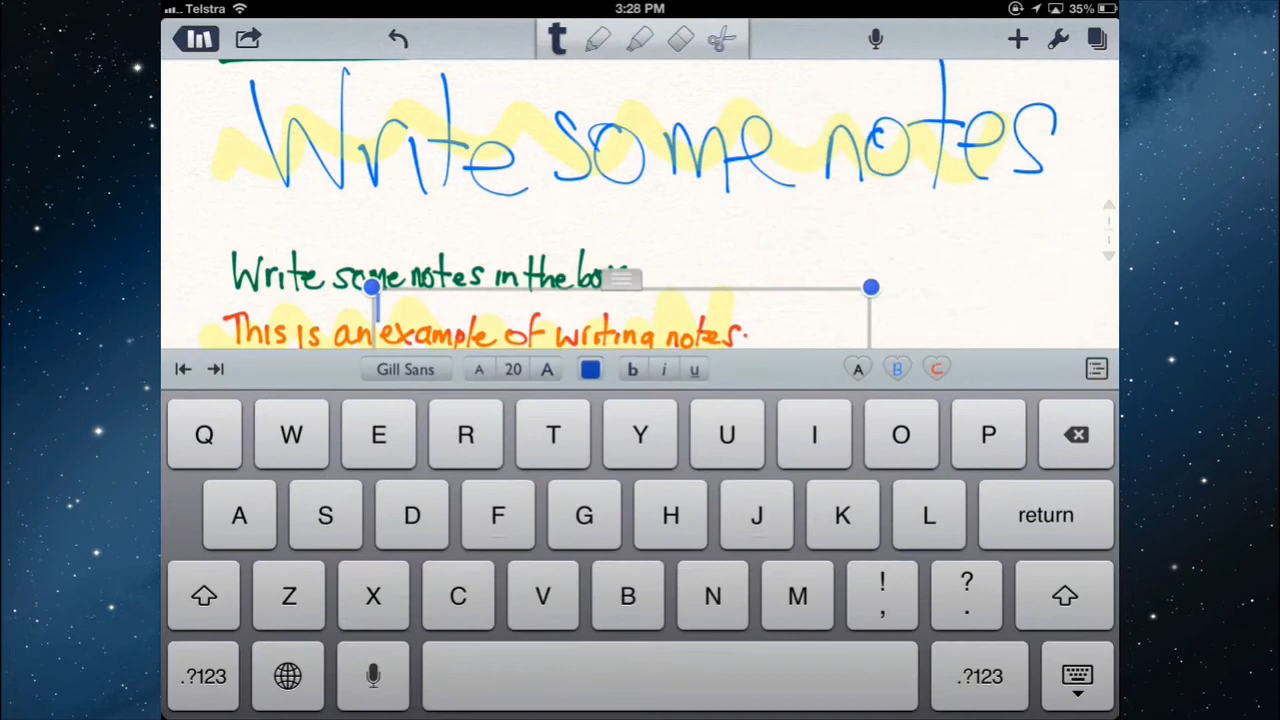 Telstra 3:28 PM 35%
t
Write some notes
Write some notes in the box
This is an example of writing notes.
Gill Sans A 20 A b i u A B C
Q W E R T Y U I O P
A S D F G H J K L return
Z X C V B N M ! , ? .
.?123 .?123